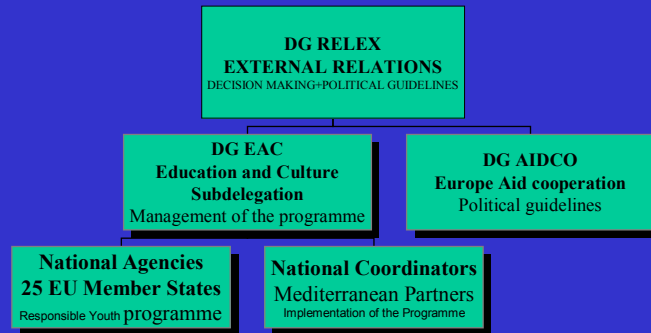 DG RELEX
EXTERNAL RELATIONS
DECISION MAKING+POLITICAL GUIDELINES
DG EAC
Education and Culture
Subdelegation
Management of the programme
DG AIDCO
Europe Aid cooperation
Political guidelines
National Agencies
25 EU Member States
Responsible Youth programme
National Coordinators
Mediterranean Partners
Implementation of the Programme